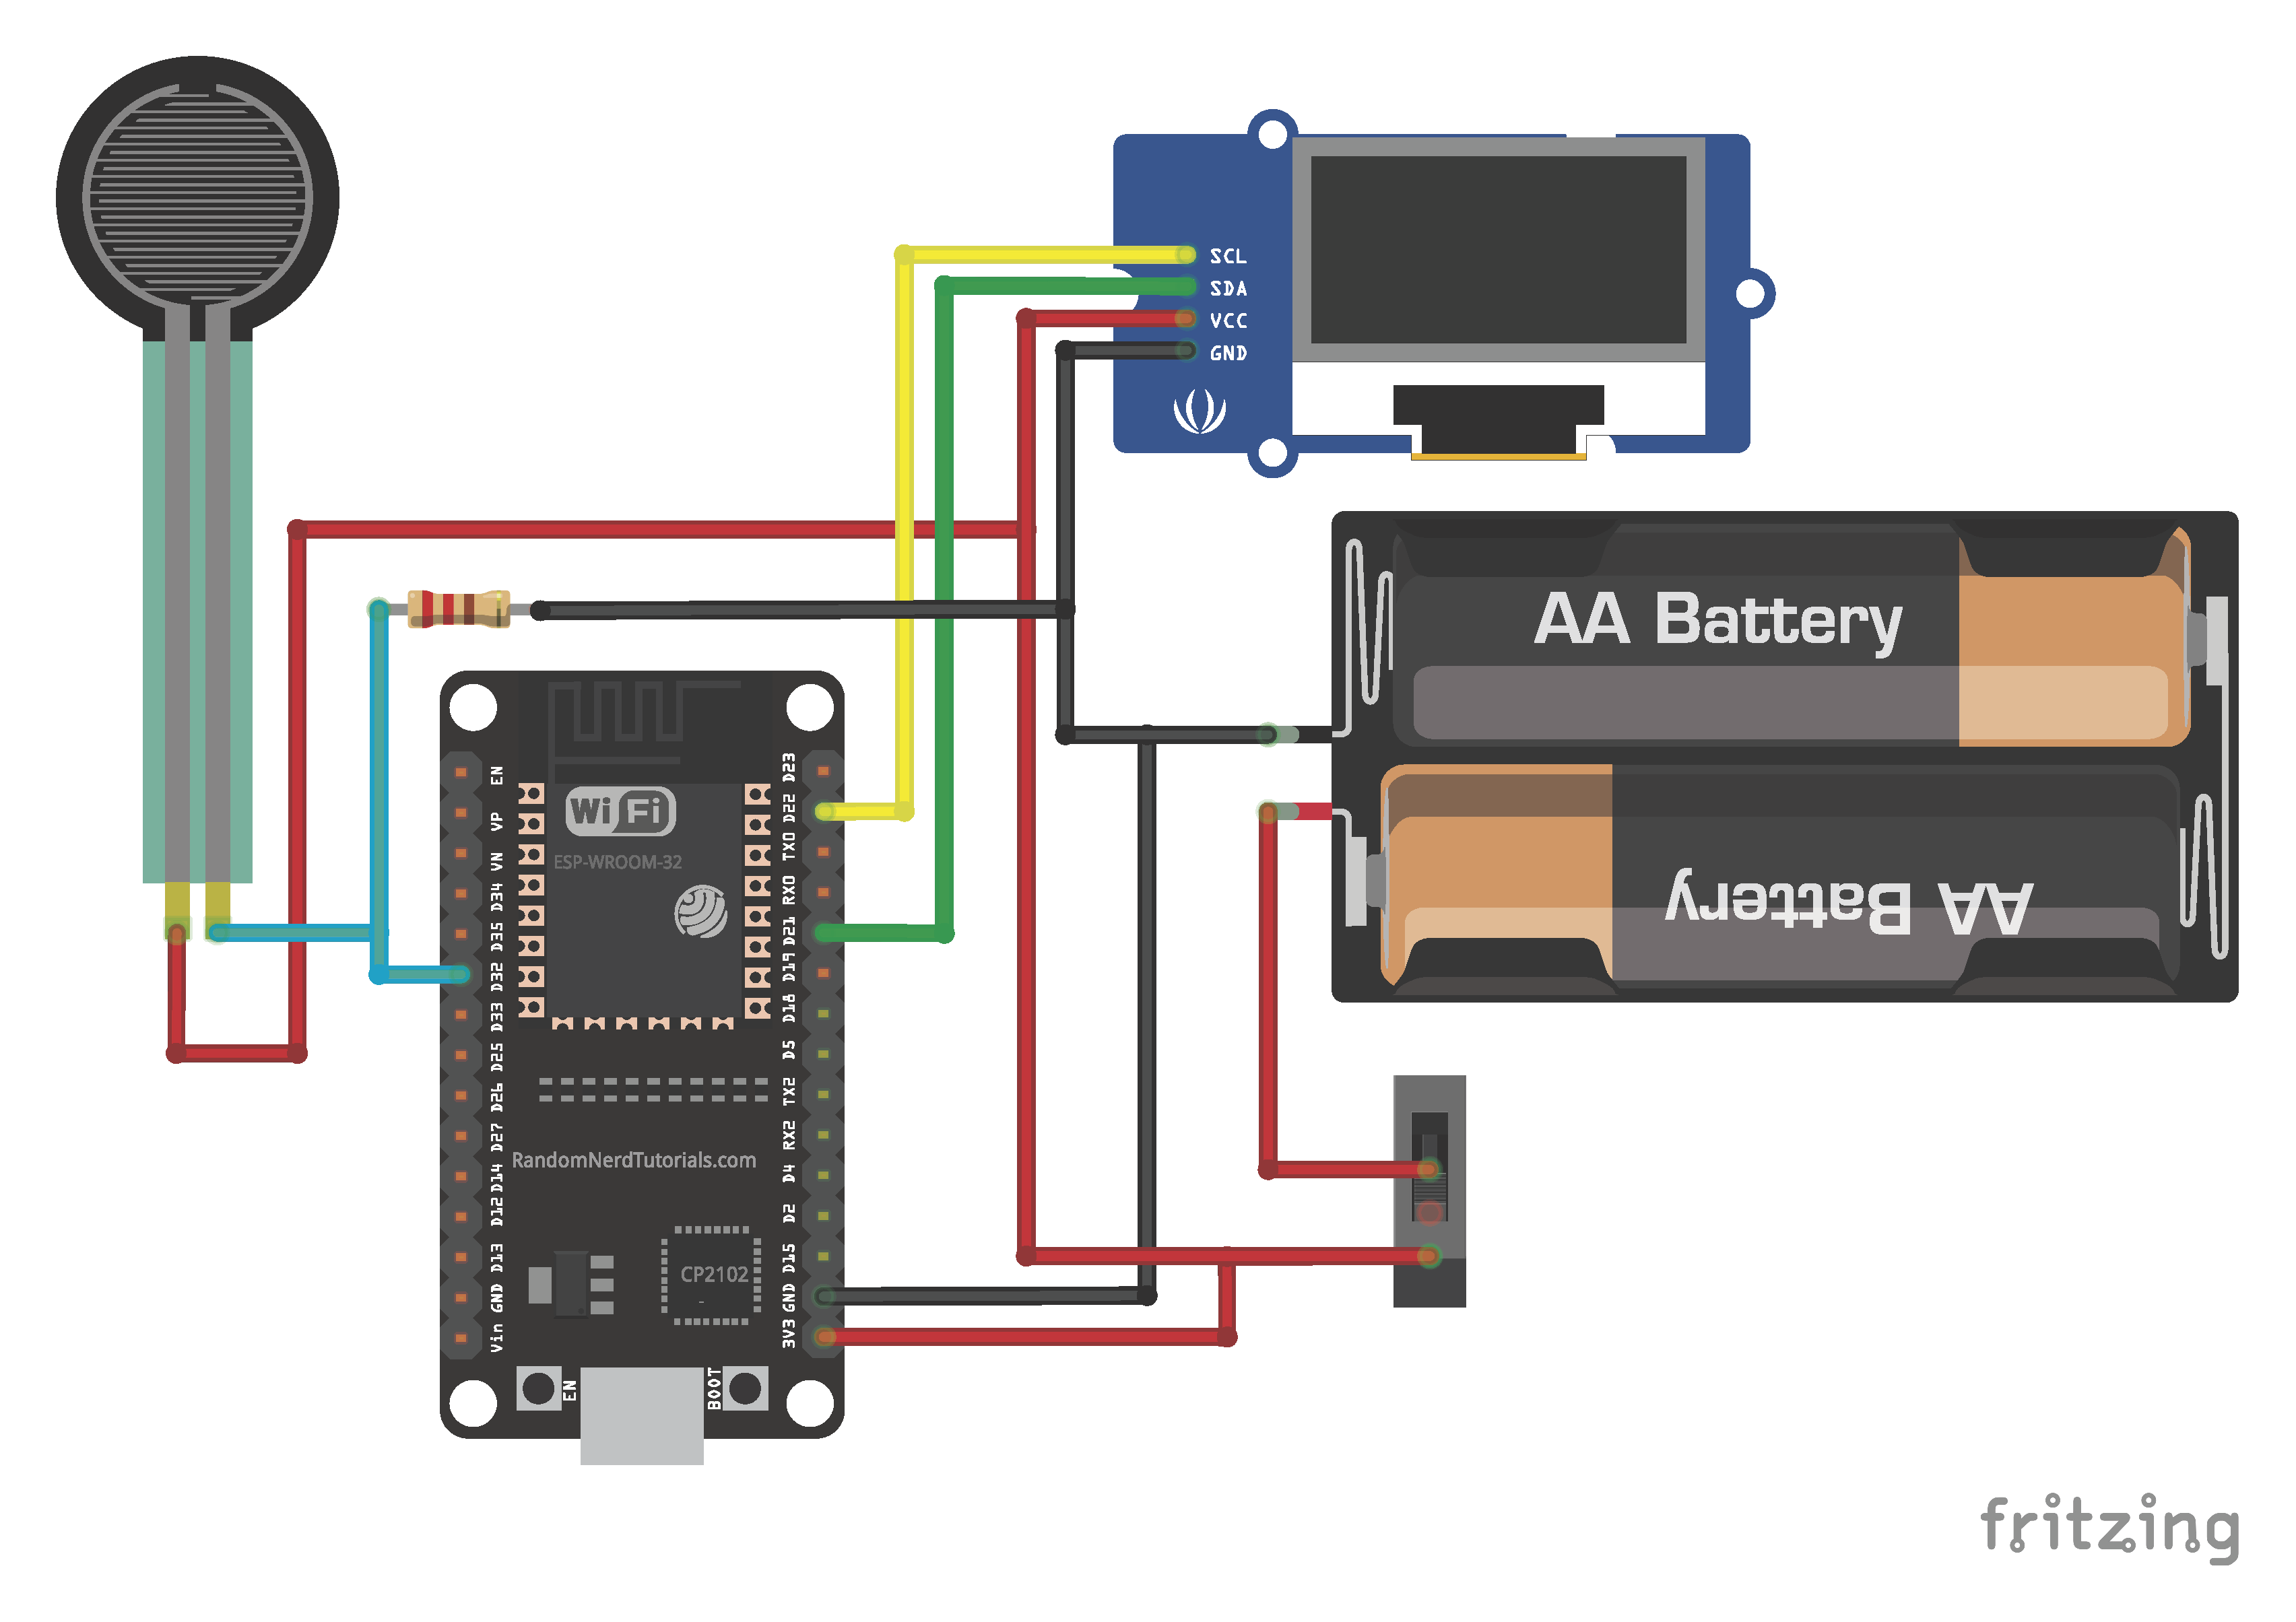 SCL
SDA
VCC
GND
AA Battery
AA Battery
WiFi
ESP-WROOM-32
EN
VP
VN
D34
D35
D32
D33
D25
D26
D27
D14
D12
D13
GND
Vin
D23
D22
TX0
RX0
D21
D19
D18
D5
TX2
RX2
D4
D2
D15
GND
3V3
RandomNerdTutorials.com
CP2102
EN
BOOT
fritzing